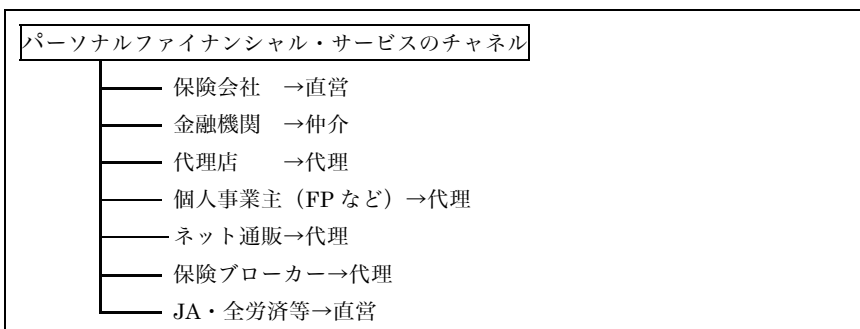 パーソナルファイナンシャル・サービスのチャネル
保険会社　→直営
金融機関　→仲介
代理店　　→代理
個人事業主（FP など）→代理
ネット通販→代理
保険ブローカー→代理
JA・全労済等→直営